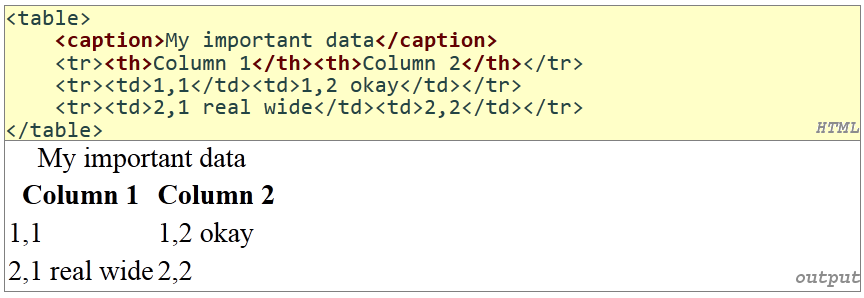 <table>
    <caption>My important data</caption>
    <tr><th>Column 1</th><th>Column 2</th></tr>
    <tr><td>1,1</td><td>1,2 okay</td></tr>
    <tr><td>2,1 real wide</td><td>2,2</td></tr>
</table>
HTML
My important data
Column 1 Column 2
1,1 1,2 okay
2,1 real wide 2,2
output